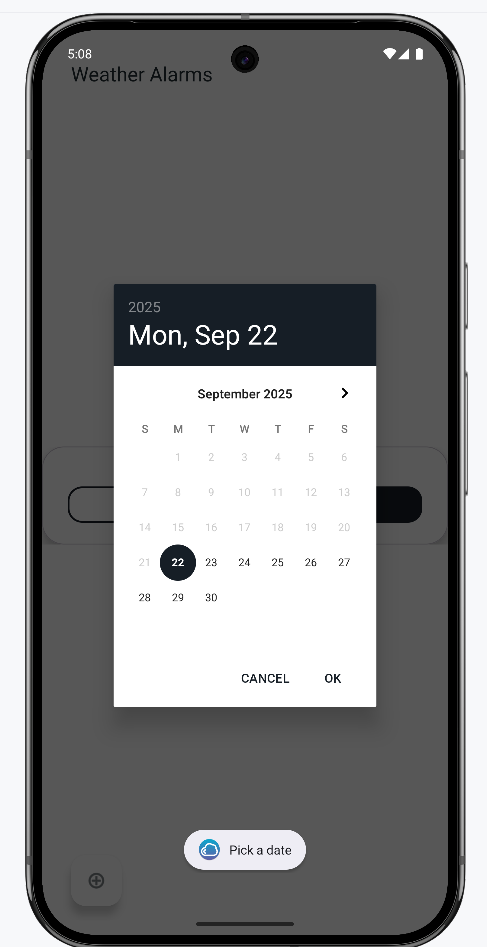 5:08
Weather Alarms
2025
Mon, Sep 22
September 2025
S M T W T F S
1 2 3 4 5 6
7 8 9 10 11 12 13
14 15 16 17 18 19 20
21 22 23 24 25 26 27
28 29 30
CANCEL OK
Pick a date